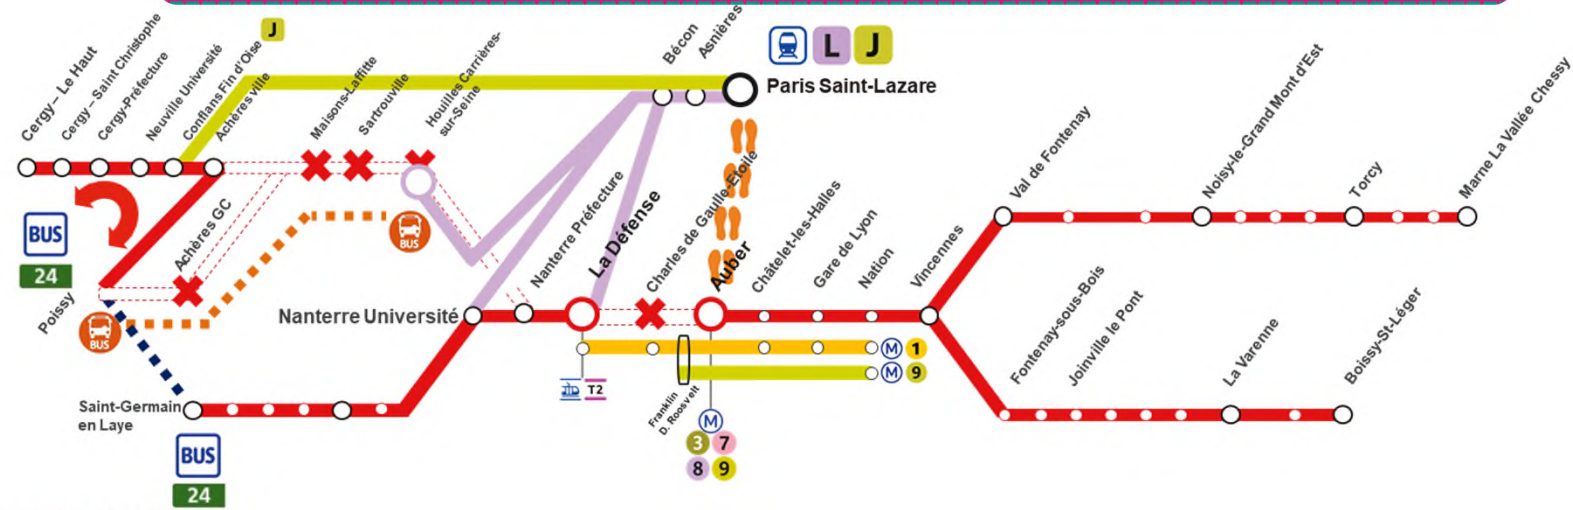 Cergy – Le Haut
Cergy – Saint Christophe
Cergy-Préfecture
Neuville Université
Conflans Fin d'Oise
J
Achères ville
Maisons-Laffitte
Sartrouville
Houilles Carrières-
sur-Seine
Bécon
Asnières
L
J
Paris Saint-Lazare
BUS
24
Achères GC
Poissy
BUS
BUS
Nanterre Université
Nanterre Préfecture
La Défense
Charles de Gaulle-Etoile
Auber
Châtelet-les-Halles
Gare de Lyon
Nation
Vincennes
Val de Fontenay
Noisy-le-Grand Mont d'Est
Torcy
Marne La Vallée Chessy
Fontenay-sous-Bois
Joinville le Pont
La Varenne
Boissy-St-Léger
M 1
M 9
T2
Franklin
D. Roosvelt
M
3 7
8 9
Saint-Germain
en Laye
BUS
24